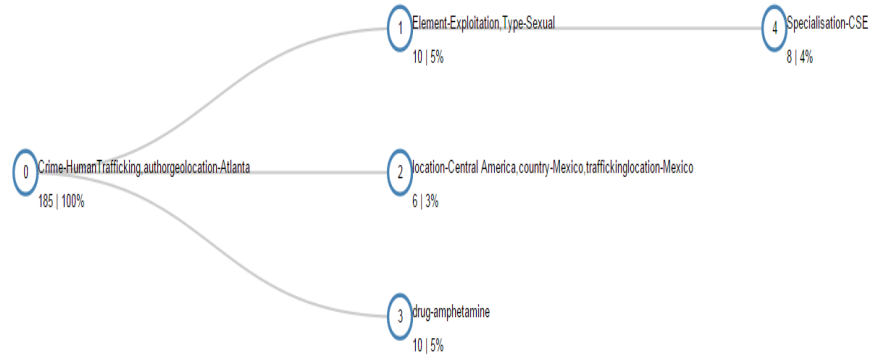 1 Element-Exploitation,Type-Sexual
10 | 5%
4 Specialisation-CSE
8 | 4%
0 Crime-HumanTrafficking,authorgeolocation-Atlanta
185 | 100%
2 location-Central America,country-Mexico,traffickinglocation-Mexico
6 | 3%
3 drug-amphetamine
10 | 5%